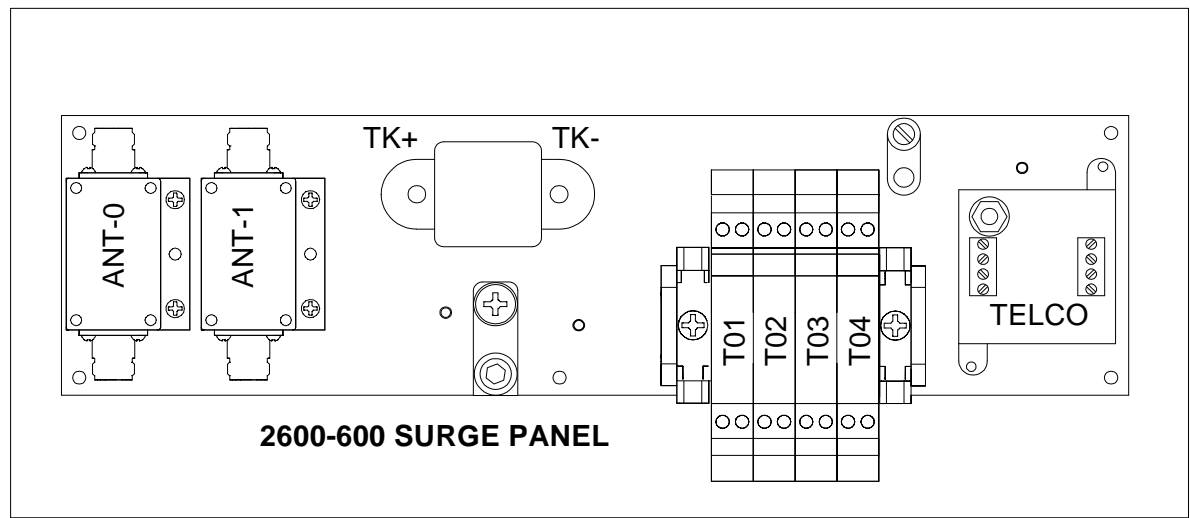 TK+ TK-
ANT-0
ANT-1
T01
T02
T03
T04
TELCO
2600-600 SURGE PANEL